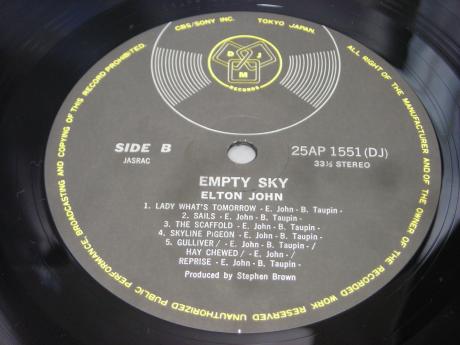 CBS/SONY INC. TOKYO JAPAN.
ALL RIGHT OF THE MANUFACTURER AND OF THE OWNER OF THE RECORDED WORK RESERVED UNAUTHORIZED PUBLIC PERFORMANCE, BROADCASTING AND COPYING OF THIS RECORD PROHIBITED.
D J
M
RECORDS
SIDE B
JASRAC
25AP 1551 (DJ)
33⅓ STEREO
EMPTY SKY
ELTON JOHN
1. LADY WHAT'S TOMORROW - E. John - B. Taupin -
2. SAILS - E. John - B. Taupin -
3. THE SCAFFOLD - E. John - B. Taupin -
4. SKYLINE PIGEON - E. John - B. Taupin -
5. GULLIVER / - E. John - B. Taupin - /
HAY CHEWED / - E. John - /
REPRISE - E. John - B. Taupin -
Produced by Stephen Brown